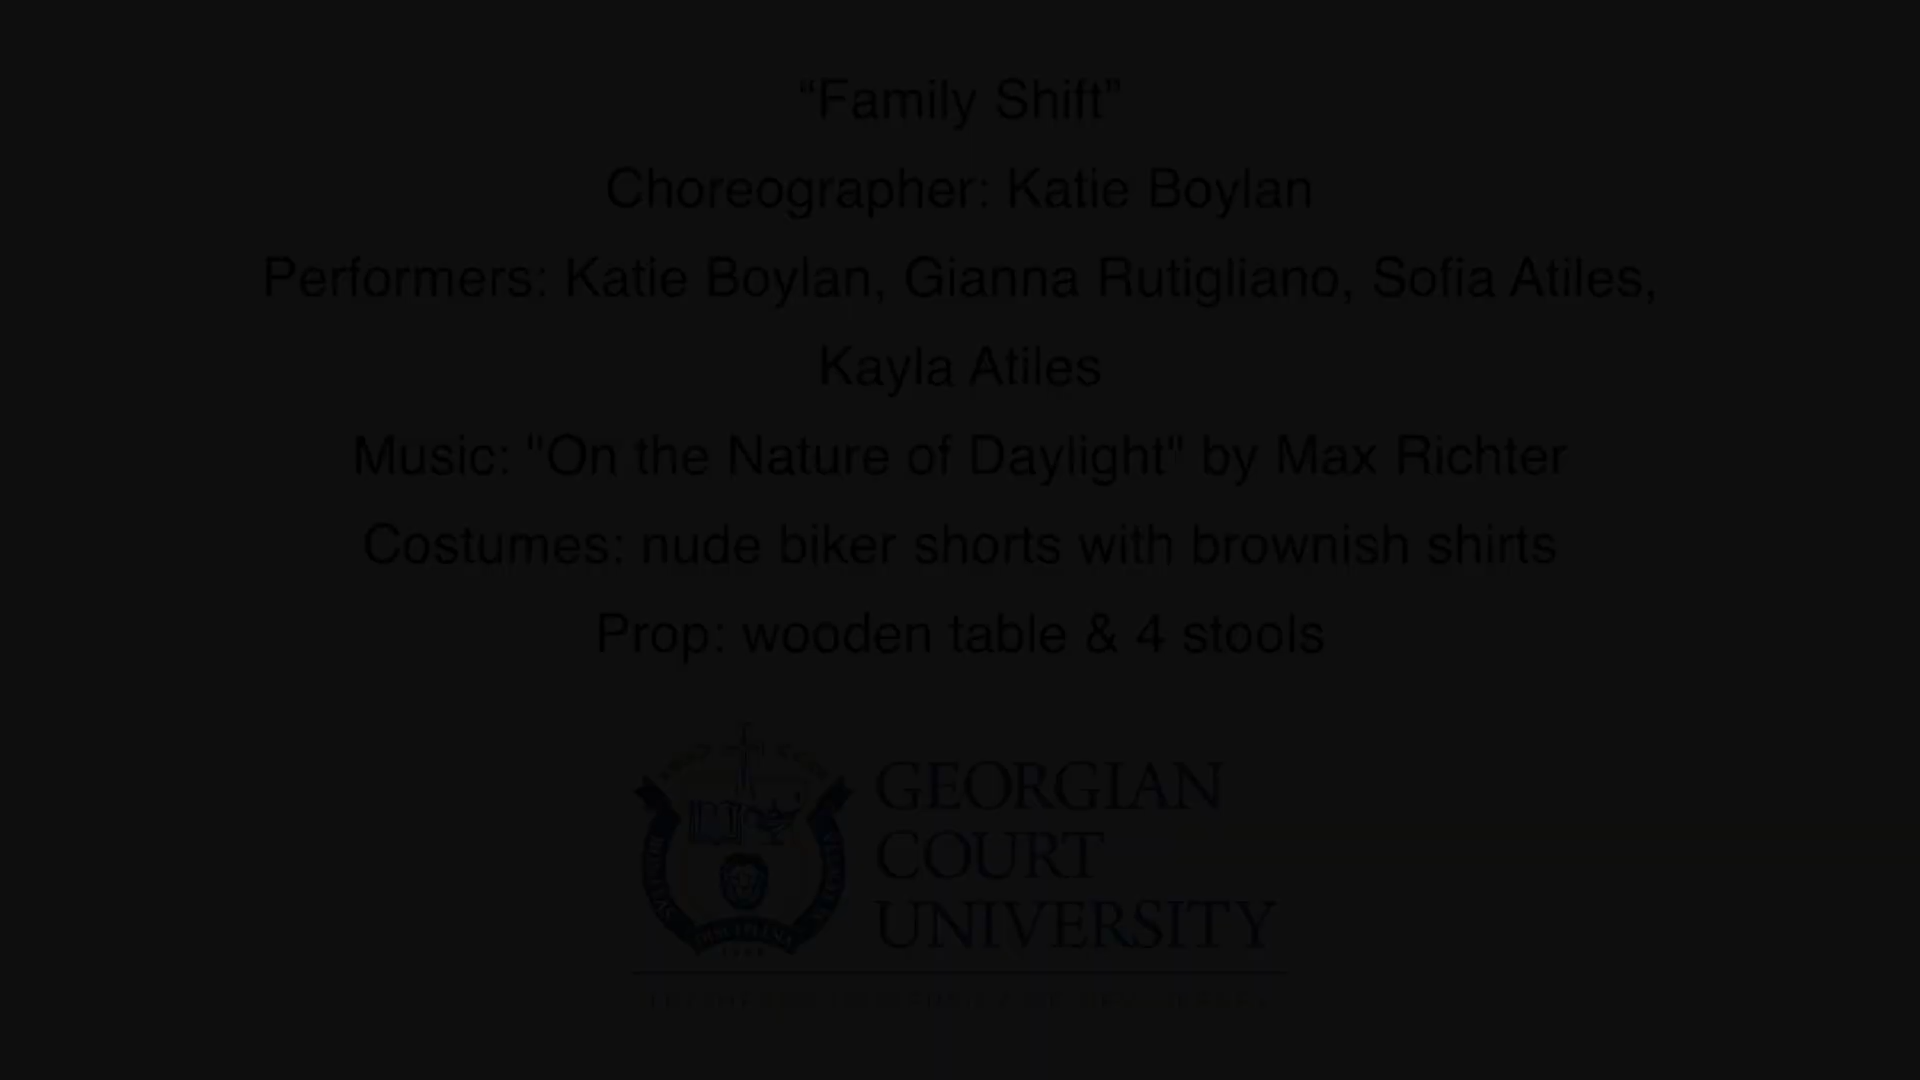 “Family Shift”
Choreographer: Katie Boylan
Performers: Katie Boylan, Gianna Rutigliano, Sofia Atiles,
Kayla Atiles
Music: "On the Nature of Daylight" by Max Richter
Costumes: nude biker shorts with brownish shirts
Prop: wooden table & 4 stools
GEORGIAN
COURT
UNIVERSITY